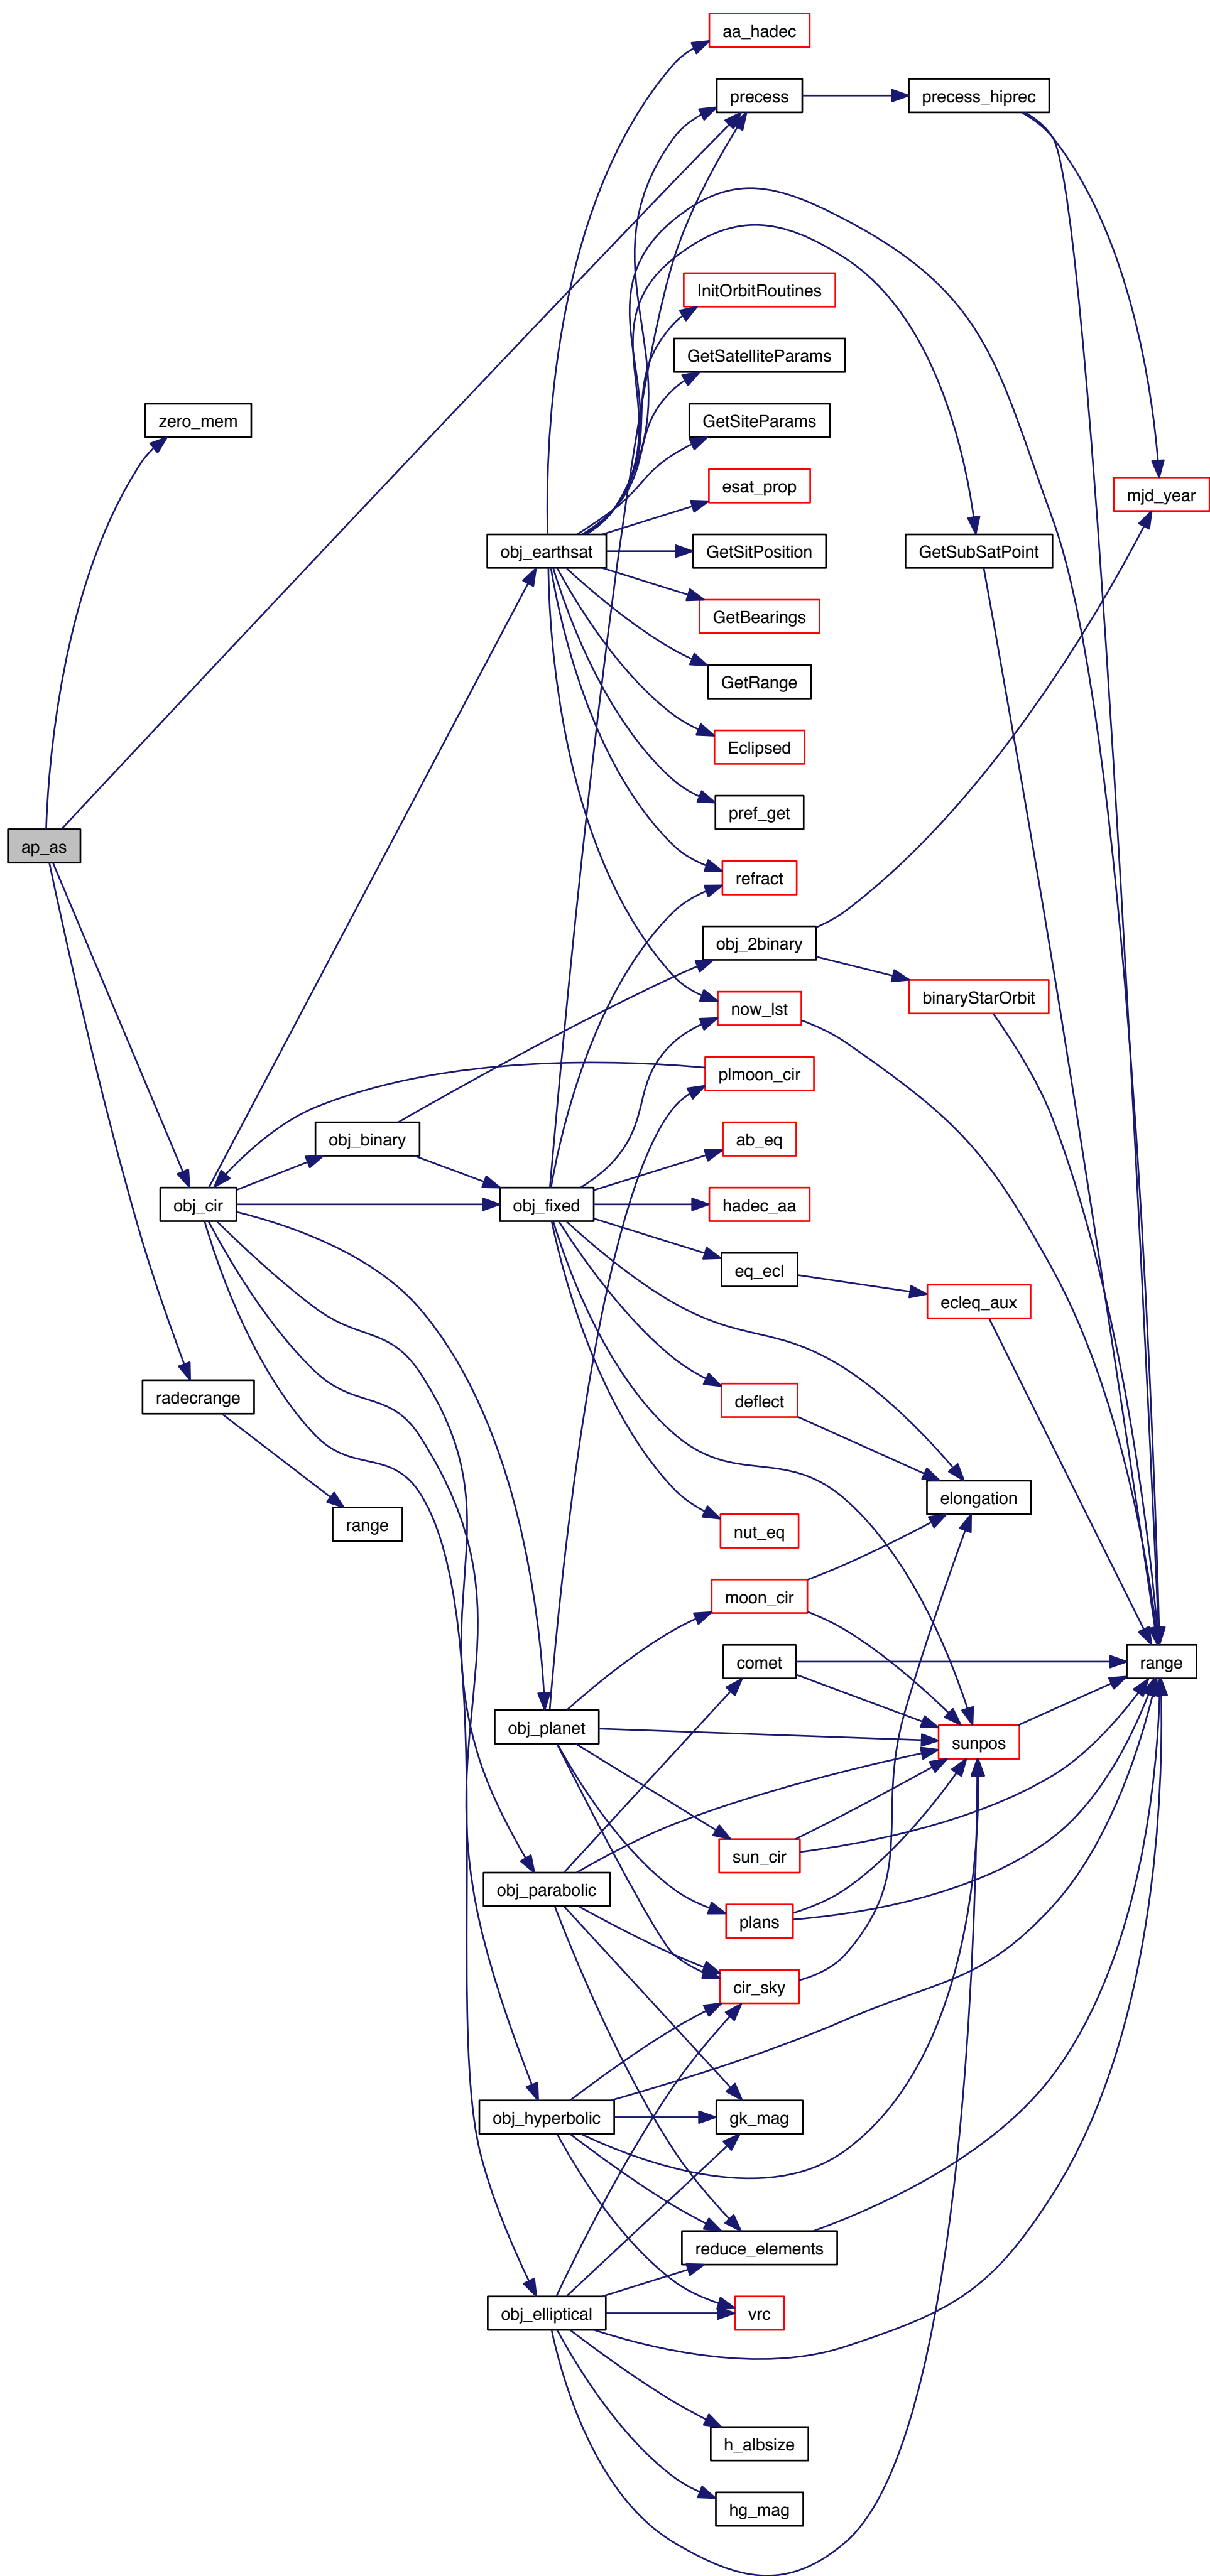 aa_hadec
precess
precess_hiprec
InitOrbitRoutines
GetSatelliteParams
zero_mem
GetSiteParams
esat_prop
mjd_year
obj_earthsat
GetSitPosition
GetSubSatPoint
GetBearings
GetRange
Eclipsed
pref_get
ap_as
refract
obj_2binary
binaryStarOrbit
now_lst
plmoon_cir
obj_binary
ab_eq
obj_cir
obj_fixed
hadec_aa
eq_ecl
ecleq_aux
radecrange
deflect
elongation
range
nut_eq
moon_cir
comet
range
obj_planet
sunpos
sun_cir
obj_parabolic
plans
cir_sky
obj_hyperbolic
gk_mag
reduce_elements
obj_elliptical
vrc
h_albsize
hg_mag